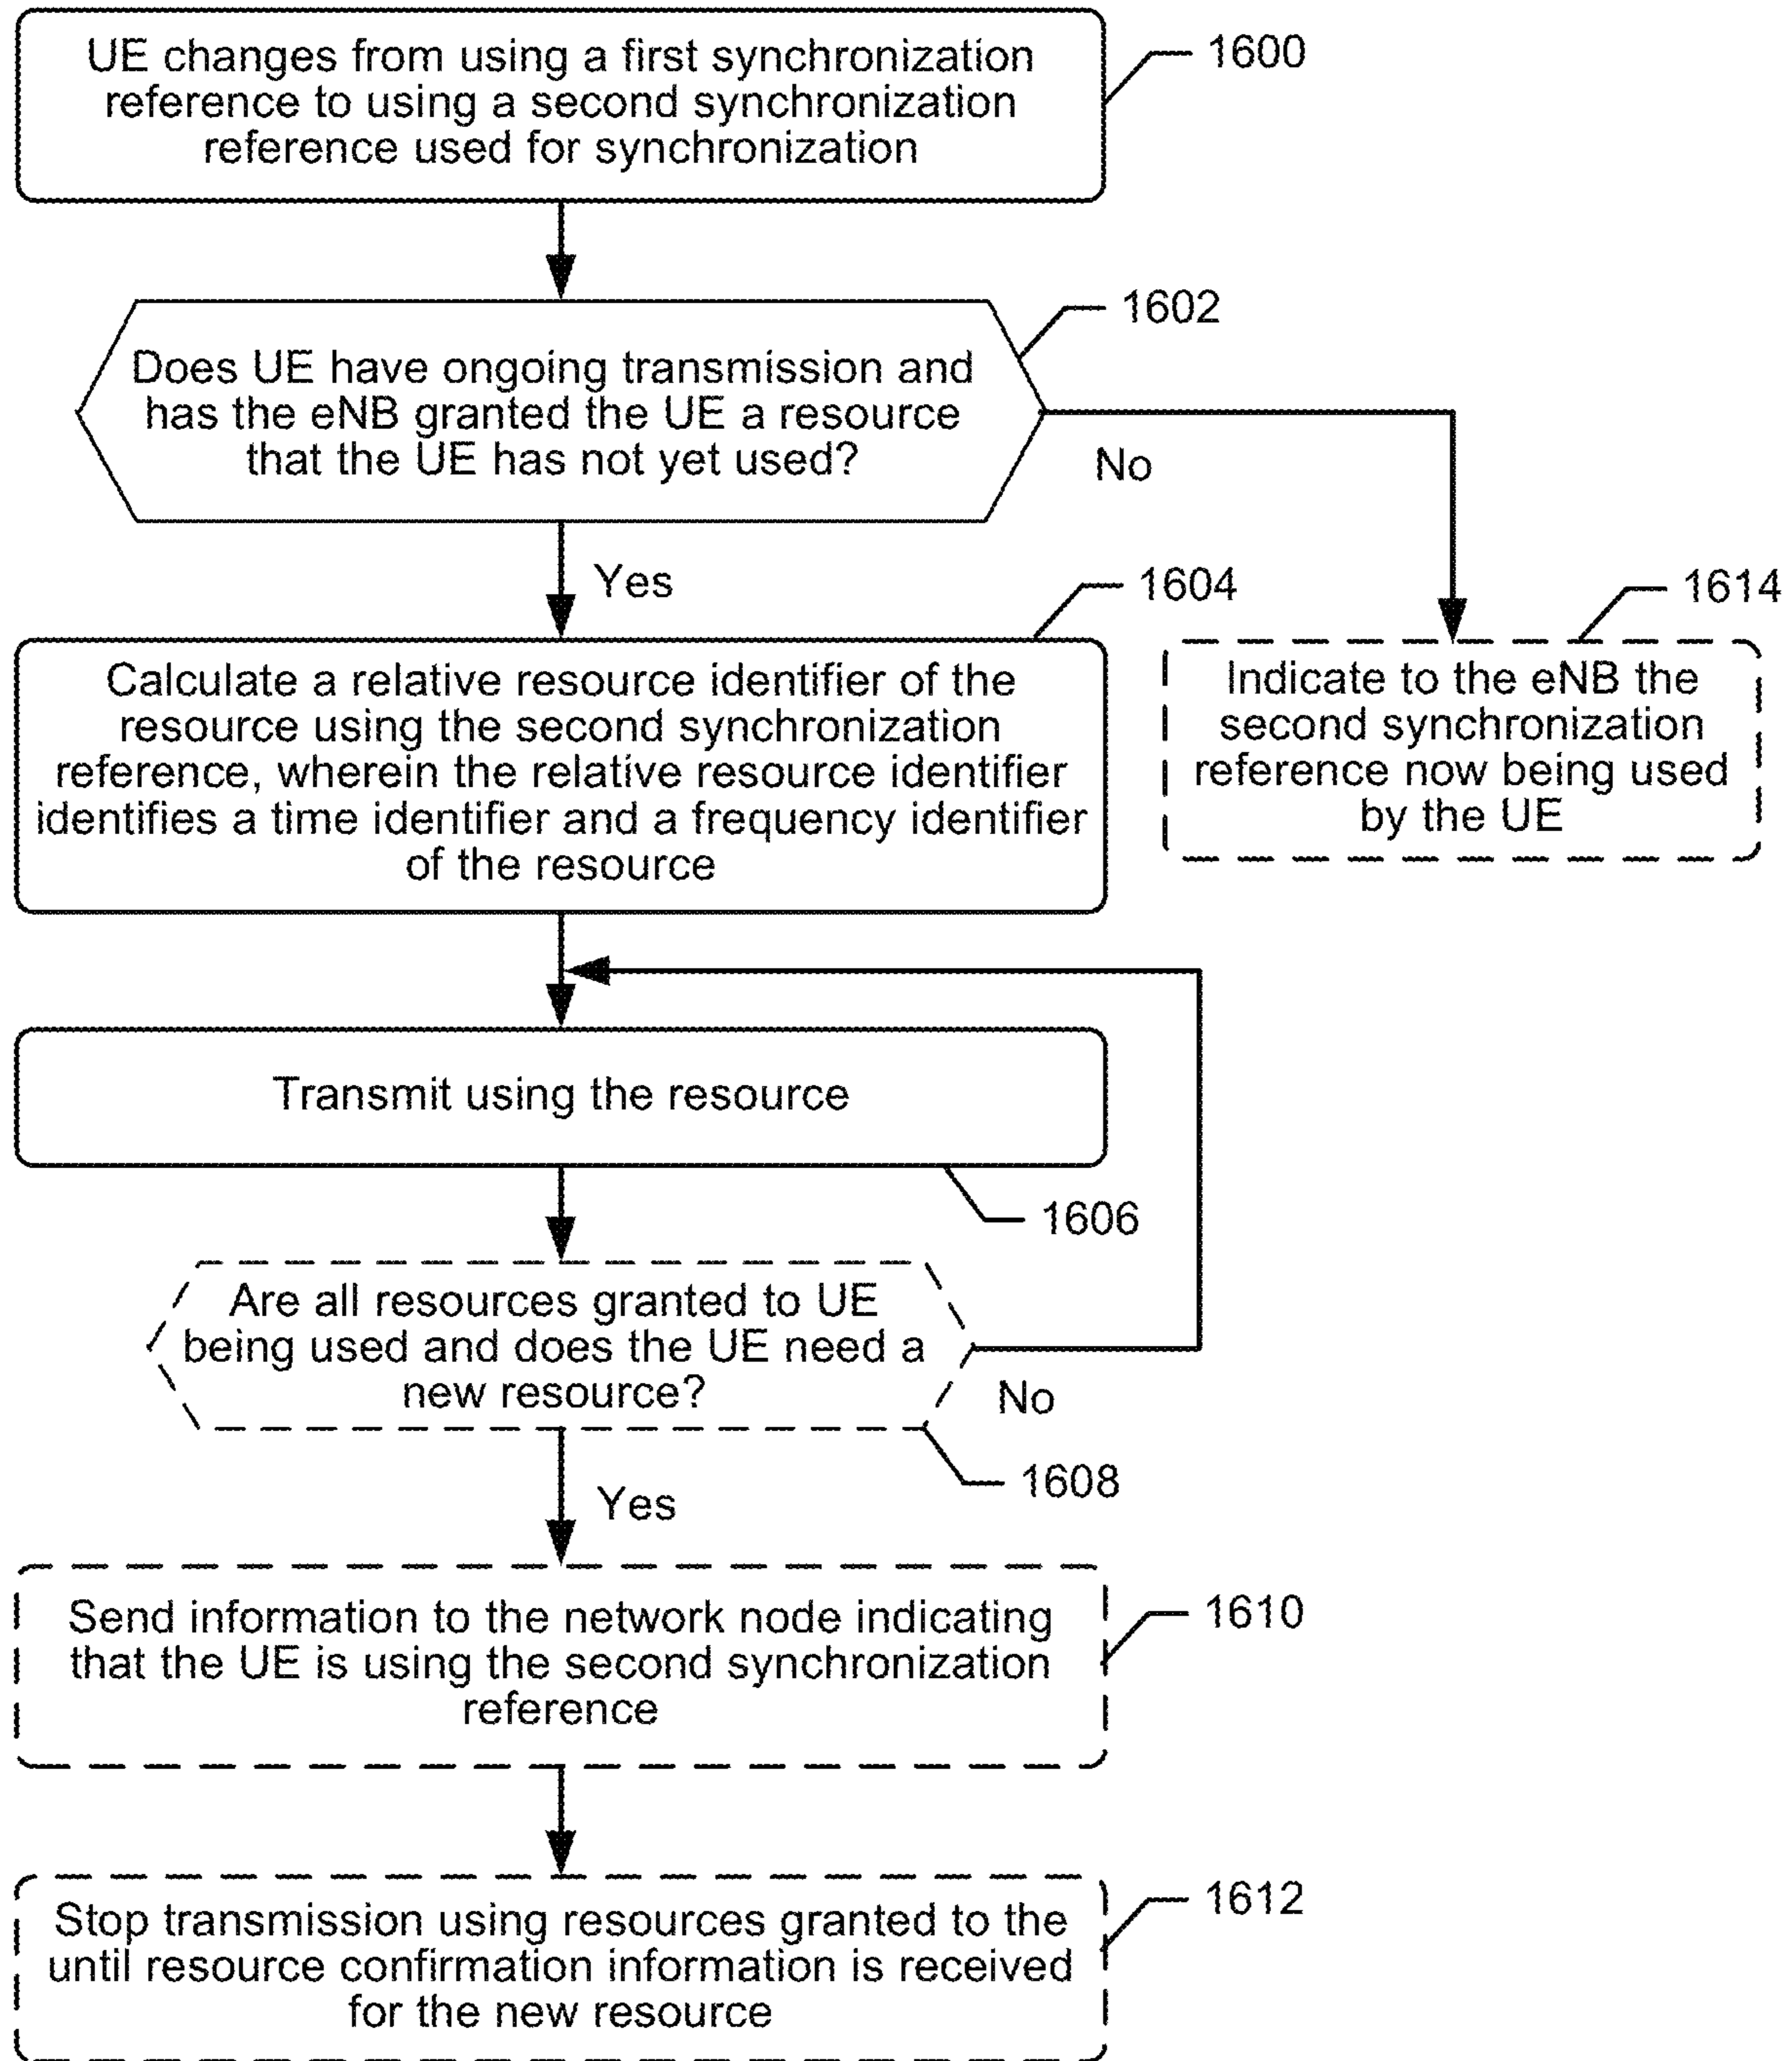 UE changes from using a first synchronization
reference to using a second synchronization
reference used for synchronization
1600
Does UE have ongoing transmission and
has the eNB granted the UE a resource
that the UE has not yet used?
1602
No
Yes
Calculate a relative resource identifier of the
resource using the second synchronization
reference, wherein the relative resource identifier
identifies a time identifier and a frequency identifier
of the resource
1604
Indicate to the eNB the
second synchronization
reference now being used
by the UE
1614
Transmit using the resource
1606
Are all resources granted to UE
being used and does the UE need a
new resource?
No
1608
Yes
Send information to the network node indicating
that the UE is using the second synchronization
reference
1610
Stop transmission using resources granted to the
until resource confirmation information is received
for the new resource
1612